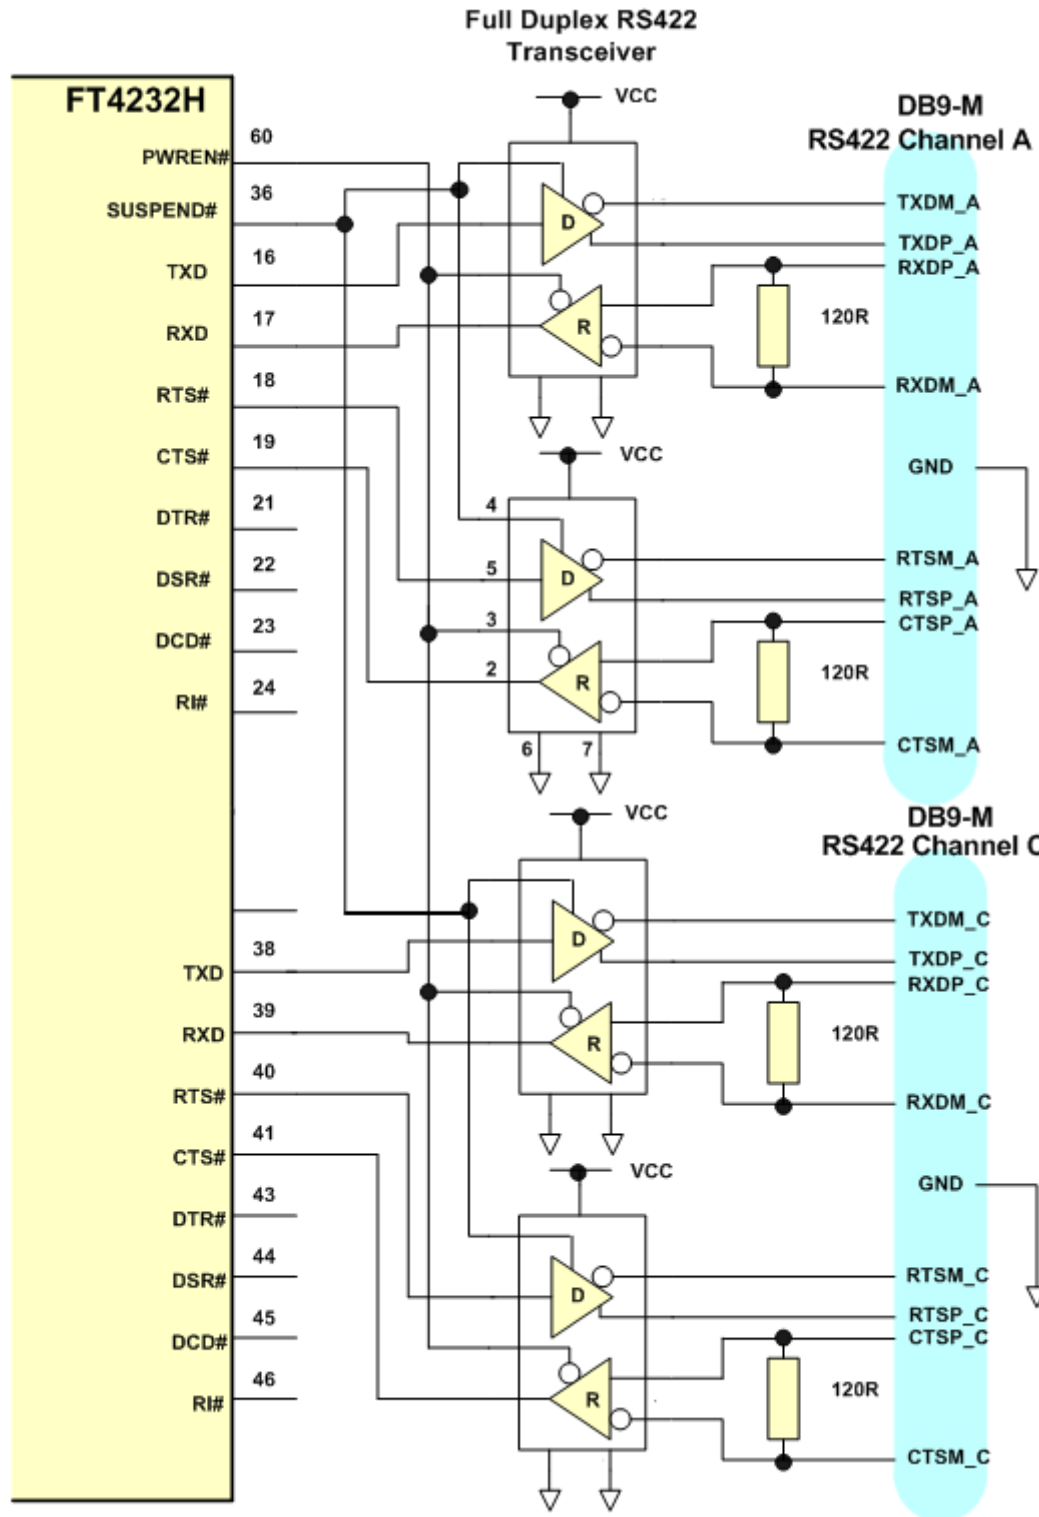 Full Duplex RS422
Transceiver
FT4232H
VCC
DB9-M
RS422 Channel A
60
PWREN#
36
SUSPEND#
16
TXD
17
RXD
18
RTS#
19
CTS#
21
DTR#
22
DSR#
23
DCD#
24
RI#
D
R
TXDM_A
TXDP_A
RXDP_A
120R
RXDM_A
VCC
GND
4
5
3
2
6
7
D
R
RTSM_A
RTSP_A
CTSP_A
120R
CTSM_A
VCC
DB9-M
RS422 Channel C
38
TXD
39
RXD
40
RTS#
41
CTS#
43
DTR#
44
DSR#
45
DCD#
46
RI#
D
R
TXDM_C
TXDP_C
RXDP_C
120R
RXDM_C
VCC
GND
D
R
RTSM_C
RTSP_C
CTSP_C
120R
CTSM_C